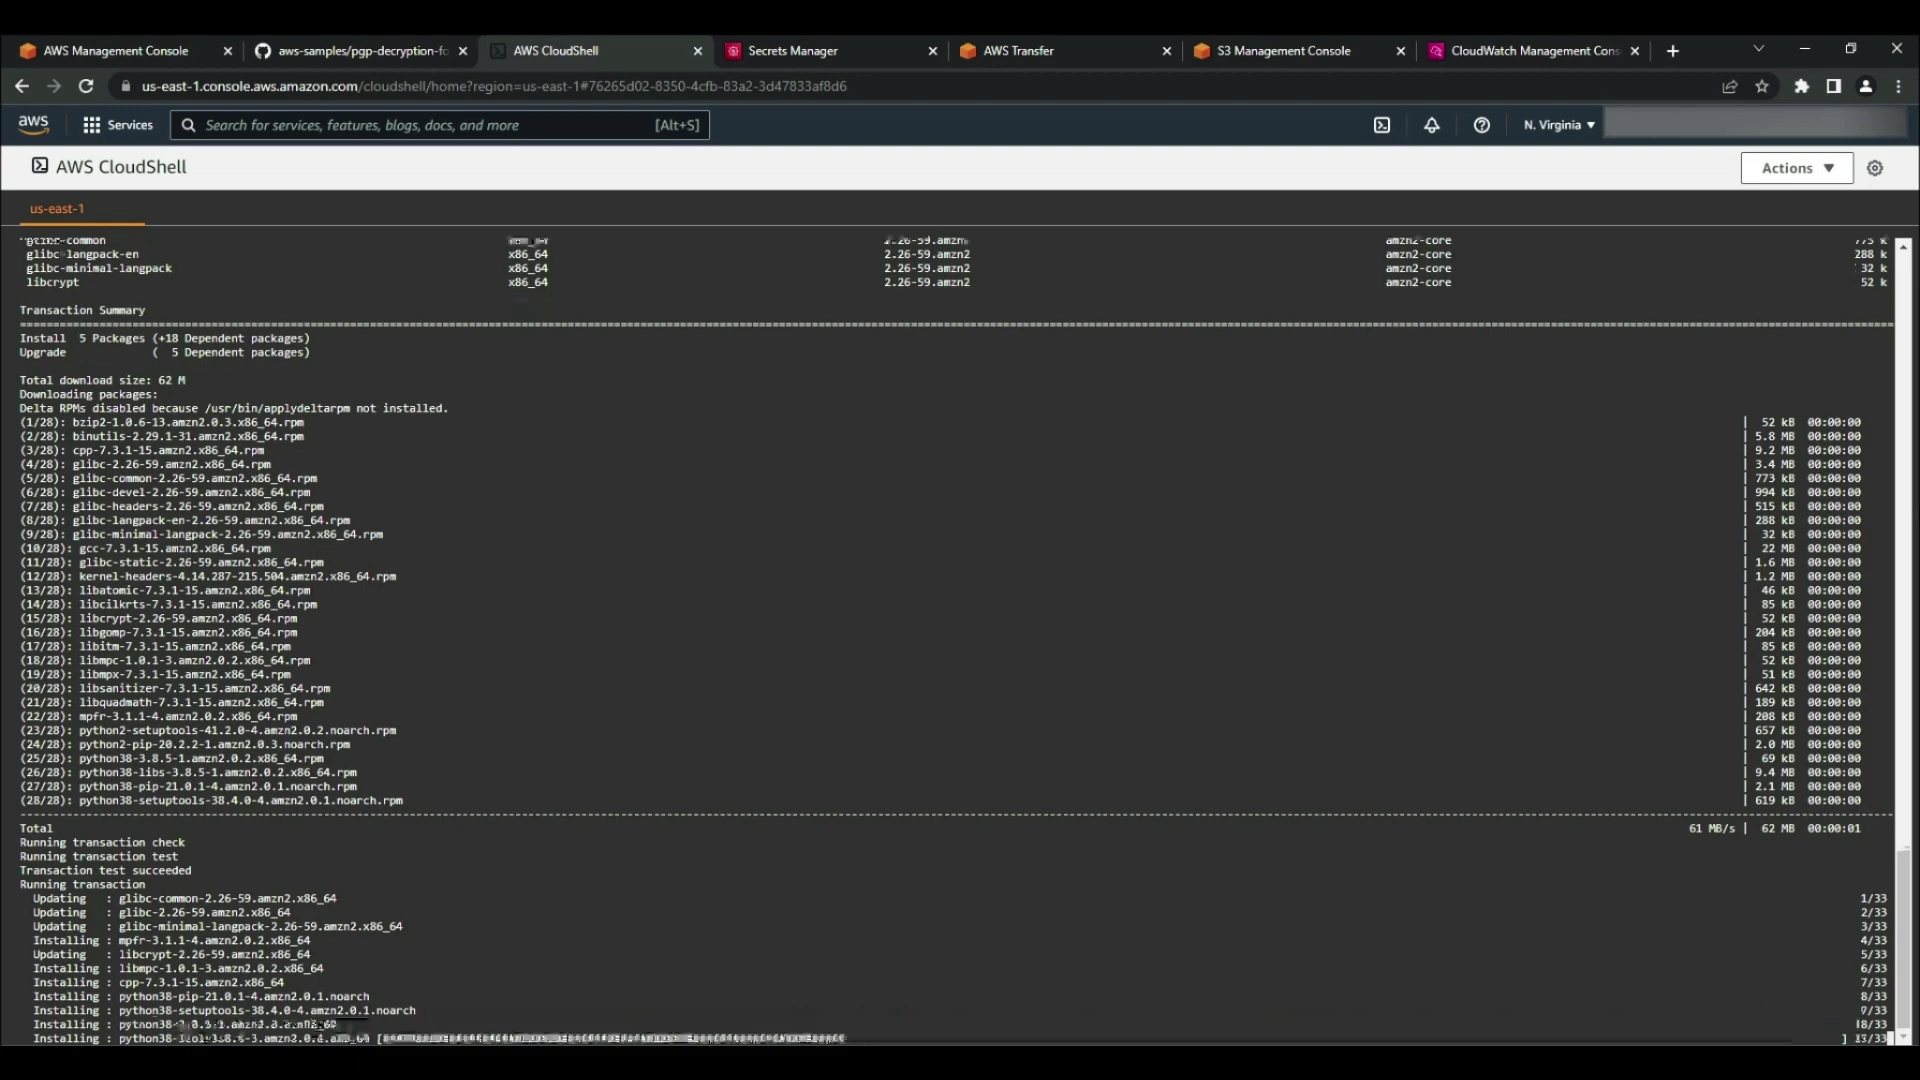 AWS Management Console
aws-samples/pgp-decryption-fo
AWS CloudShell
Secrets Manager
AWS Transfer
S3 Management Console
CloudWatch Management Cons
us-east-1.console.aws.amazon.com/cloudshell/home?region=us-east-1#76265d02-8350-4cfb-83a2-3d47833af8d6
aws Services Search for services, features, blogs, docs, and more [Alt+S] N. Virginia
AWS CloudShell Actions
us-east-1
glibc-langpack-en x86_64 2.26-59.amzn2 amzn2-core 288 k
glibc-minimal-langpack x86_64 2.26-59.amzn2 amzn2-core 32 k
libcrypt x86_64 2.26-59.amzn2 amzn2-core 52 k
Transaction Summary
Install 5 Packages (+18 Dependent packages)
Upgrade ( 5 Dependent packages)
Total download size: 62 M
Downloading packages:
Delta RPMs disabled because /usr/bin/applydeltarpm not installed.
(1/28): bzip2-1.0.6-13.amzn2.0.3.x86_64.rpm | 52 kB 00:00:00
(2/28): binutils-2.29.1-31.amzn2.x86_64.rpm | 5.8 MB 00:00:00
(3/28): cpp-7.3.1-15.amzn2.x86_64.rpm | 9.2 MB 00:00:00
(4/28): glibc-2.26-59.amzn2.x86_64.rpm | 3.4 MB 00:00:00
(5/28): glibc-common-2.26-59.amzn2.x86_64.rpm | 773 kB 00:00:00
(6/28): glibc-devel-2.26-59.amzn2.x86_64.rpm | 994 kB 00:00:00
(7/28): glibc-headers-2.26-59.amzn2.x86_64.rpm | 515 kB 00:00:00
(8/28): glibc-langpack-en-2.26-59.amzn2.x86_64.rpm | 288 kB 00:00:00
(9/28): glibc-minimal-langpack-2.26-59.amzn2.x86_64.rpm | 32 kB 00:00:00
(10/28): gcc-7.3.1-15.amzn2.x86_64.rpm | 22 MB 00:00:00
(11/28): glibc-static-2.26-59.amzn2.x86_64.rpm | 1.6 MB 00:00:00
(12/28): kernel-headers-4.14.287-215.504.amzn2.x86_64.rpm | 1.2 MB 00:00:00
(13/28): libatomic-7.3.1-15.amzn2.x86_64.rpm | 46 kB 00:00:00
(14/28): libcilkrts-7.3.1-15.amzn2.x86_64.rpm | 85 kB 00:00:00
(15/28): libcrypt-2.26-59.amzn2.x86_64.rpm | 52 kB 00:00:00
(16/28): libgomp-7.3.1-15.amzn2.x86_64.rpm | 204 kB 00:00:00
(17/28): libitm-7.3.1-15.amzn2.x86_64.rpm | 85 kB 00:00:00
(18/28): libmpc-1.0.1-3.amzn2.0.2.x86_64.rpm | 52 kB 00:00:00
(19/28): libmpx-7.3.1-15.amzn2.x86_64.rpm | 51 kB 00:00:00
(20/28): libsanitizer-7.3.1-15.amzn2.x86_64.rpm | 642 kB 00:00:00
(21/28): libquadmath-7.3.1-15.amzn2.x86_64.rpm | 189 kB 00:00:00
(22/28): mpfr-3.1.1-4.amzn2.0.2.x86_64.rpm | 208 kB 00:00:00
(23/28): python2-setuptools-41.2.0-4.amzn2.0.2.noarch.rpm | 657 kB 00:00:00
(24/28): python2-pip-20.2.2-1.amzn2.0.3.noarch.rpm | 2.0 MB 00:00:00
(25/28): python38-3.8.5-1.amzn2.0.2.x86_64.rpm | 69 kB 00:00:00
(26/28): python38-libs-3.8.5-1.amzn2.0.2.x86_64.rpm | 9.4 MB 00:00:00
(27/28): python38-pip-21.0.1-4.amzn2.0.1.noarch.rpm | 2.1 MB 00:00:00
(28/28): python38-setuptools-38.4.0-4.amzn2.0.1.noarch.rpm | 619 kB 00:00:00
Total 61 MB/s | 62 MB 00:00:01
Running transaction check
Running transaction test
Transaction test succeeded
Running transaction
Updating : glibc-common-2.26-59.amzn2.x86_64 1/33
Updating : glibc-2.26-59.amzn2.x86_64 2/33
Updating : glibc-minimal-langpack-2.26-59.amzn2.x86_64 3/33
Installing : mpfr-3.1.1-4.amzn2.0.2.x86_64 4/33
Updating : libcrypt-2.26-59.amzn2.x86_64 5/33
Installing : libmpc-1.0.1-3.amzn2.0.2.x86_64 6/33
Installing : cpp-7.3.1-15.amzn2.x86_64 7/33
Installing : python38-pip-21.0.1-4.amzn2.0.1.noarch 8/33
Installing : python38-setuptools-38.4.0-4.amzn2.0.1.noarch 9/33
Installing :
Installing :